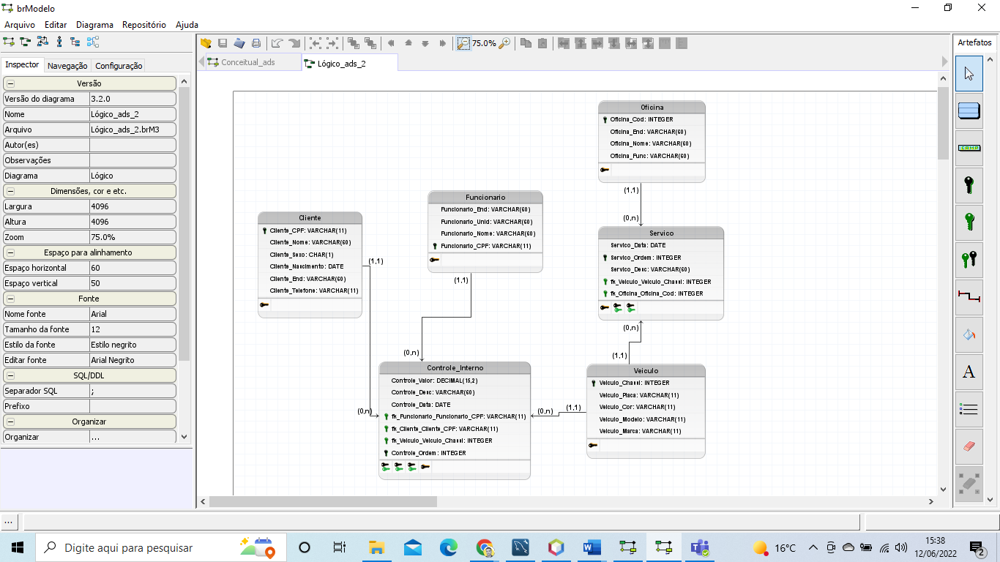 brModelo
Arquivo Editar Diagrama Repositório Ajuda
75.0%
Artefatos
Inspector Navegação Configuração
Conceitual_ads
Lógico_ads_2
Versão
Versão do diagrama 3.2.0
Nome Lógico_ads_2
Arquivo Lógico_ads_2.brM3
Autor(es)
Observações
Diagrama Lógico
Dimensões, cor e etc.
Largura 4096
Altura 4096
Zoom 75.0%
Espaço para alinhamento
Espaço horizontal 60
Espaço vertical 50
Fonte
Nome fonte Arial
Tamanho da fonte 12
Estilo da fonte Estilo negrito
Editar fonte Arial Negrito
SQL/DDL
Separador SQL ;
Prefixo
Organizar
Organizar ...
Oficina
Oficina_Cod: INTEGER
Oficina_End: VARCHAR(60)
Oficina_Nome: VARCHAR(60)
Oficina_Func: VARCHAR(60)
(1,1)
(0,n)
Funcionario
Funcionario_End: VARCHAR(60)
Funcionario_Unid: VARCHAR(60)
Funcionario_Nome: VARCHAR(60)
Funcionario_CPF: VARCHAR(11)
(1,1)
(0,n)
Cliente
Cliente_CPF: VARCHAR(11)
Cliente_Nome: VARCHAR(60)
Cliente_Sexo: CHAR(1)
Cliente_Nascimento: DATE
Cliente_End: VARCHAR(60)
Cliente_Telefone: VARCHAR(11)
(1,1)
(0,n)
Servico
Servico_Data: DATE
Servico_Ordem: INTEGER
Servico_Desc: VARCHAR(60)
fk_Veiculo_Veiculo_Chassi: INTEGER
fk_Oficina_Oficina_Cod: INTEGER
(0,n)
(1,1)
Controle_Interno
Controle_Valor: DECIMAL(15,2)
Controle_Desc: VARCHAR(60)
Controle_Data: DATE
fk_Funcionario_Funcionario_CPF: VARCHAR(11)
fk_Cliente_Cliente_CPF: VARCHAR(11)
fk_Veiculo_Veiculo_Chassi: INTEGER
Controle_Ordem: INTEGER
(0,n)
(1,1)
Veiculo
Veiculo_Chassi: INTEGER
Veiculo_Placa: VARCHAR(11)
Veiculo_Cor: VARCHAR(11)
Veiculo_Modelo: VARCHAR(11)
Veiculo_Marca: VARCHAR(11)
CAMPO
A
...
Digite aqui para pesquisar
16°C
15:38
12/06/2022
2